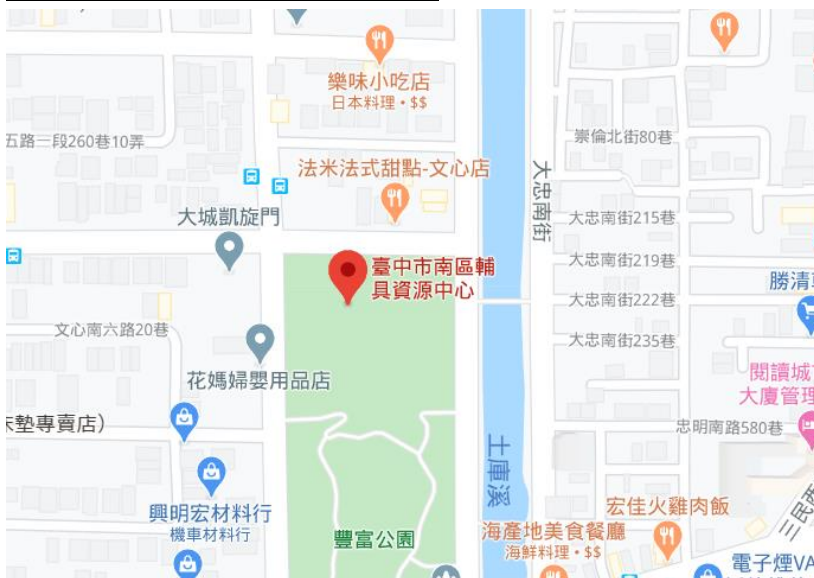 樂味小吃店
日本料理・$$
五路三段260巷10弄
崇倫北街80巷
法米法式甜點-文心店
大忠南街
大城凱旋門
大忠南街215巷
臺中市南區輔
具資源中心
大忠南街219巷
勝清
大忠南街222巷
文心南六路20巷
大忠南街235巷
花媽婦嬰用品店
閱讀城
大廈管理
墊專賣店)
忠明南路580巷
土庫溪
興明宏材料行
機車材料行
宏佳火雞肉飯
三民西
豐富公園
海產地美食餐廳
海鮮料理・$$
電子煙VA